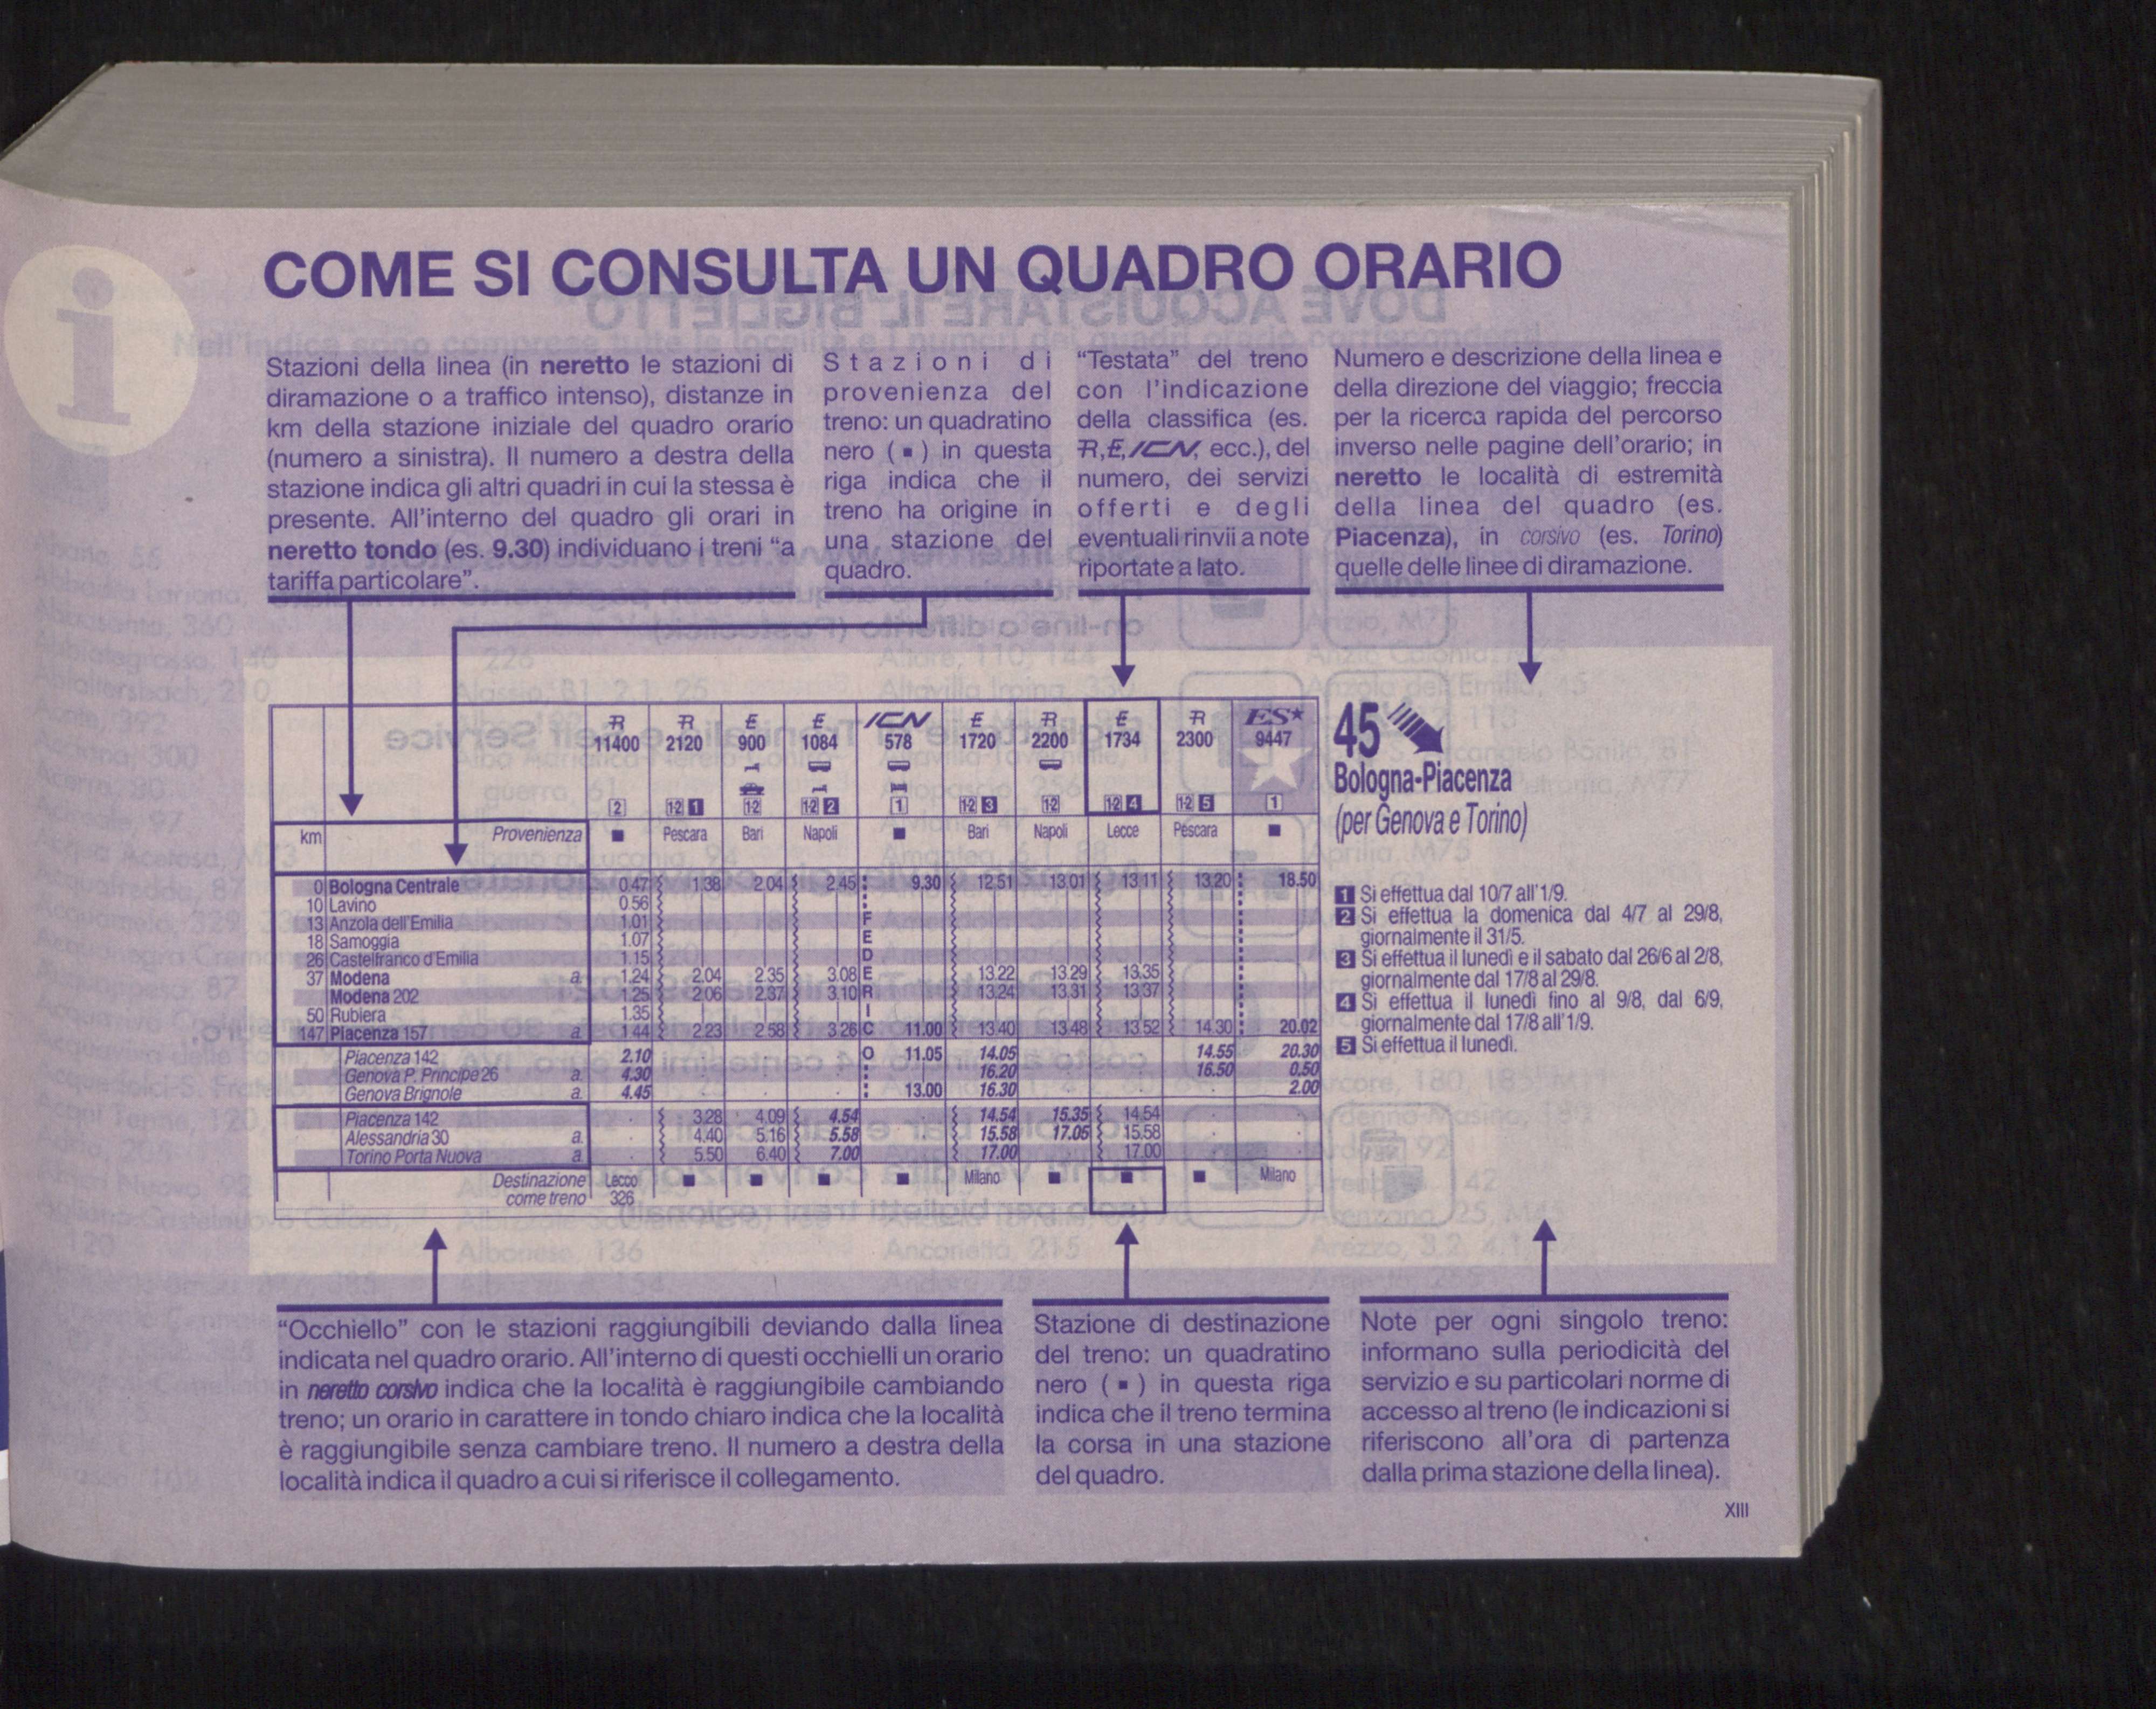 COME SI CONSULTA UN QUADRO ORARIO
Stazioni della linea (in neretto le stazioni di
diramazione o a traffico intenso), distanze in
km della stazione iniziale del quadro orario
(numero a sinistra). Il numero a destra della
stazione indica gli altri quadri in cui la stessa è
presente. All'interno del quadro gli orari in
neretto tondo (es. 9.30) individuano i treni “a
tariffa particolare”.
Stazioni di
provenienza del
treno: un quadratino
nero (▪) in questa
riga indica che il
treno ha origine in
una stazione del
quadro.
“Testata” del treno
con l'indicazione
della classifica (es.
R, E, ICN, ecc.), del
numero, dei servizi
offerti e degli
eventuali rinvii a note
riportate a lato.
Numero e descrizione della linea e
della direzione del viaggio; freccia
per la ricerca rapida del percorso
inverso nelle pagine dell'orario; in
neretto le località di estremità
della linea del quadro (es.
Piacenza), in corsivo (es. Torino)
quelle delle linee di diramazione.
R R E E ICN E R E R ES★
11400 2120 900 1084 578 1720 2200 1734 2300 9447
2 12 1 12 12 2 1 12 3 12 12 4 12 5 1
km Provenienza ■ Pescara Bari Napoli ■ Bari Napoli Lecce Pescara ■
0 Bologna Centrale 0.47 1.38 2.04 2.45 9.30 12.51 13.01 13.11 13.20 18.50
10 Lavino 0.56
13 Anzola dell'Emilia 1.01 F
18 Samoggia 1.07 E
26 Castelfranco d'Emilia 1.15 D
37 Modena a. 1.24 2.04 2.35 3.08 E 13.22 13.29 13.35
Modena 202 1.25 2.06 2.37 3.10 R 13.24 13.31 13.37
50 Rubiera 1.35 I
147 Piacenza 157 a. 1.44 2.23 2.58 3.26 C 11.00 13.40 13.48 13.52 14.30 20.02
Piacenza 142 2.10 O 11.05 14.05 14.55 20.30
Genova P. Principe 26 a. 4.30 16.20 16.50 0.50
Genova Brignole a. 4.45 13.00 16.30 2.00
Piacenza 142 3.28 4.09 4.54 14.54 15.35 14.54
Alessandria 30 a. 4.40 5.16 5.58 15.58 17.05 15.58
Torino Porta Nuova a. 5.50 6.40 7.00 17.00 17.00
Destinazione Lecco ■ ■ ■ ■ Milano ■ ■ ■ Milano
come treno 326
45
Bologna-Piacenza
(per Genova e Torino)
1 Si effettua dal 10/7 all'1/9.
2 Si effettua la domenica dal 4/7 al 29/8,
giornalmente il 31/5.
3 Si effettua il lunedì e il sabato dal 26/6 al 2/8,
giornalmente dal 17/8 al 29/8.
4 Si effettua il lunedì fino al 9/8, dal 6/9,
giornalmente dal 17/8 all'1/9.
5 Si effettua il lunedì.
“Occhiello” con le stazioni raggiungibili deviando dalla linea
indicata nel quadro orario. All'interno di questi occhielli un orario
in neretto corsivo indica che la località è raggiungibile cambiando
treno; un orario in carattere in tondo chiaro indica che la località
è raggiungibile senza cambiare treno. Il numero a destra della
località indica il quadro a cui si riferisce il collegamento.
Stazione di destinazione
del treno: un quadratino
nero (▪) in questa riga
indica che il treno termina
la corsa in una stazione
del quadro.
Note per ogni singolo treno:
informano sulla periodicità del
servizio e su particolari norme di
accesso al treno (le indicazioni si
riferiscono all'ora di partenza
dalla prima stazione della linea).
XIII